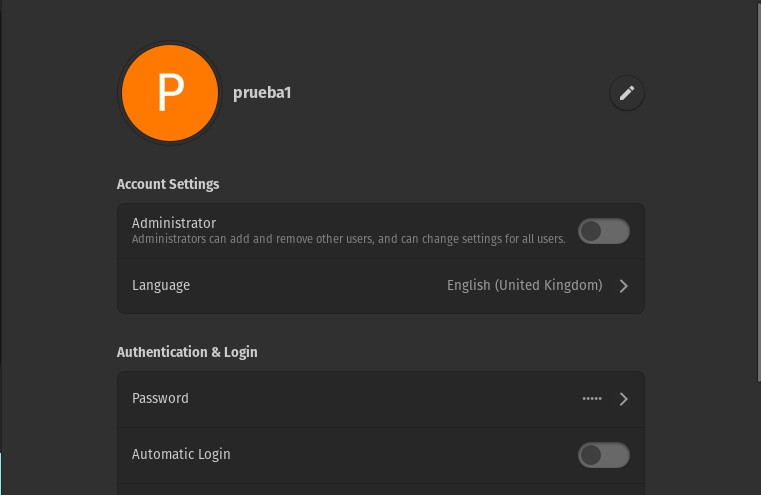 P
prueba1
Account Settings
Administrator
Administrators can add and remove other users, and can change settings for all users.
Language English (United Kingdom)
Authentication & Login
Password •••••
Automatic Login